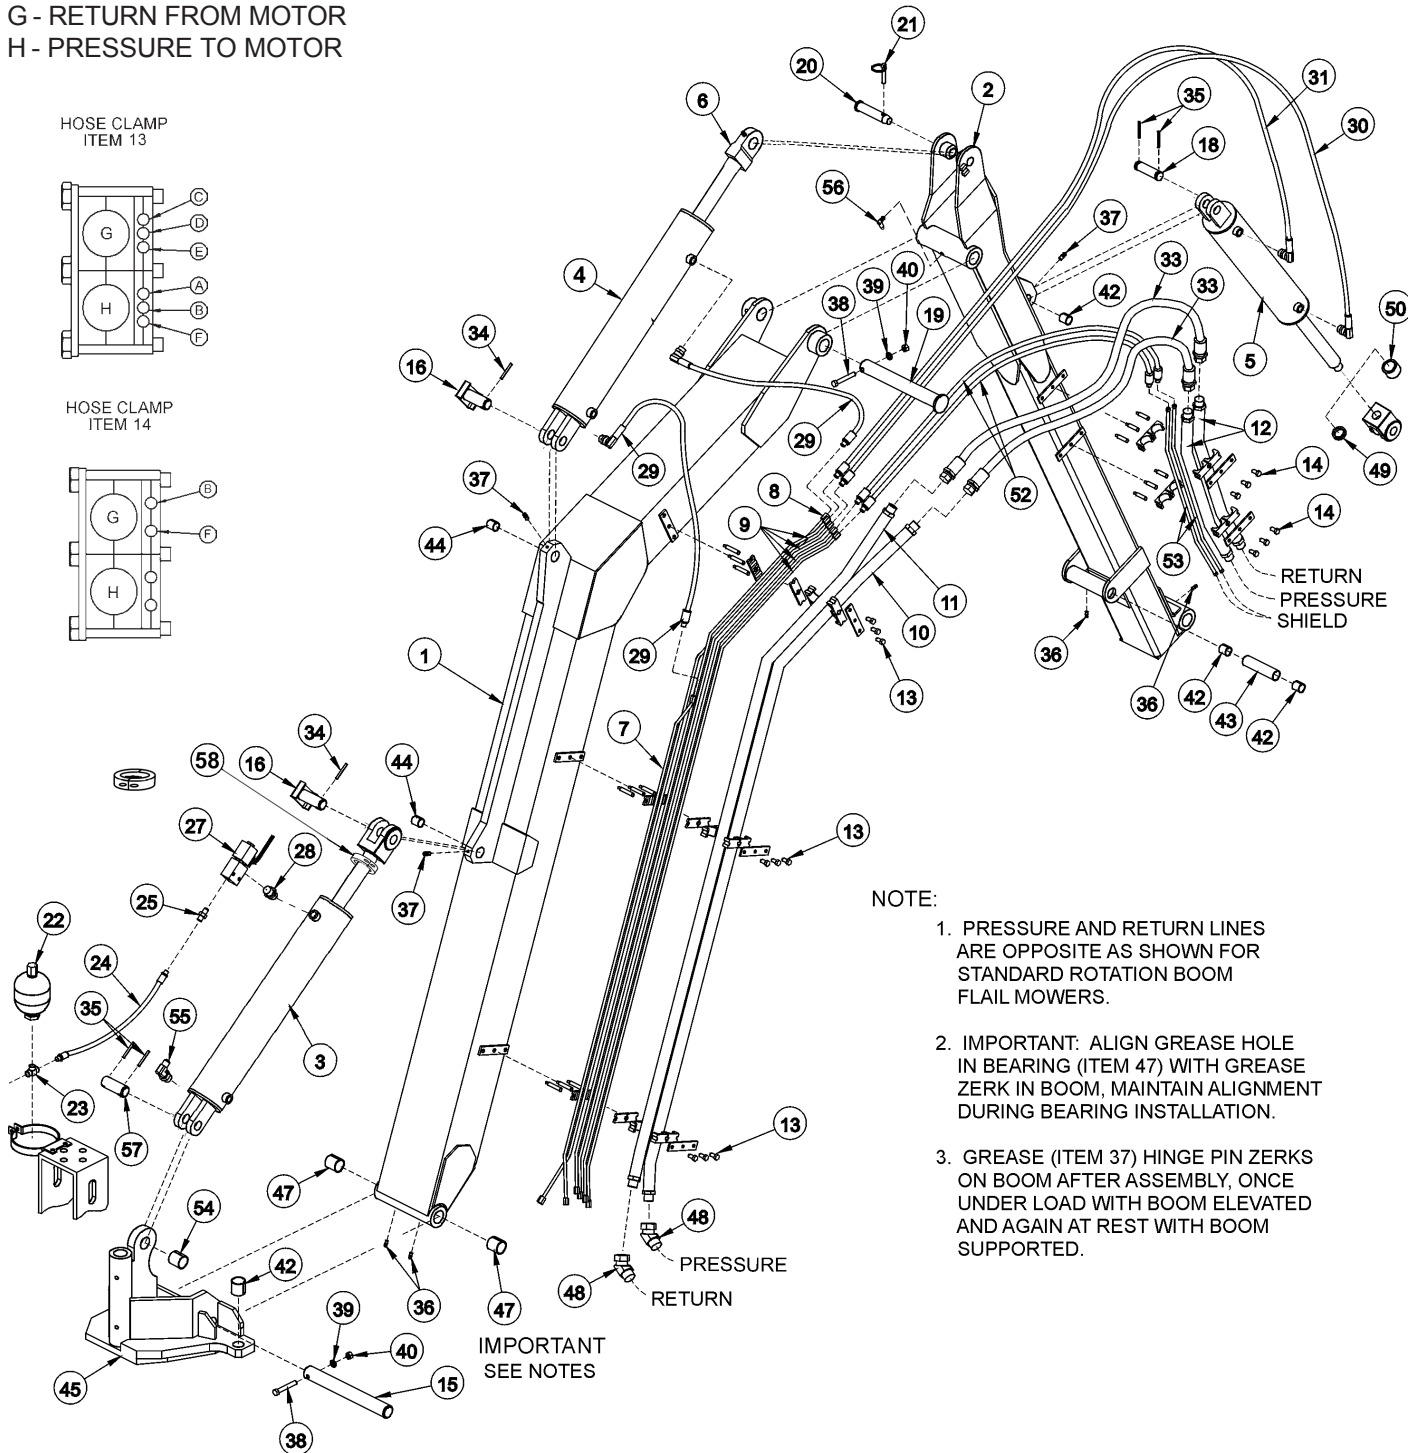 G - RETURN FROM MOTOR
H - PRESSURE TO MOTOR
HOSE CLAMP
ITEM 13
C
D
E
A
B
F
G
H
HOSE CLAMP
ITEM 14
B
F
G
H
21
20
2
6
35
31
30
18
56
37
4
40
39
33
42
33
38
19
50
5
34
16
29
12
29
14
49
37
8
52
9
44
14
53
11
RETURN
PRESSURE
SHIELD
10
36
29
1
13
42
36
43
42
7
34
58
16
44
27
28
13
37
25
22
24
35
55
3
23
57
13
47
54
48
42
PRESSURE
36
47
48
RETURN
39
40
IMPORTANT
SEE NOTES
45
15
38
NOTE:
1. PRESSURE AND RETURN LINES
ARE OPPOSITE AS SHOWN FOR
STANDARD ROTATION BOOM
FLAIL MOWERS.
2. IMPORTANT: ALIGN GREASE HOLE
IN BEARING (ITEM 47) WITH GREASE
ZERK IN BOOM, MAINTAIN ALIGNMENT
DURING BEARING INSTALLATION.
3. GREASE (ITEM 37) HINGE PIN ZERKS
ON BOOM AFTER ASSEMBLY, ONCE
UNDER LOAD WITH BOOM ELEVATED
AND AGAIN AT REST WITH BOOM
SUPPORTED.